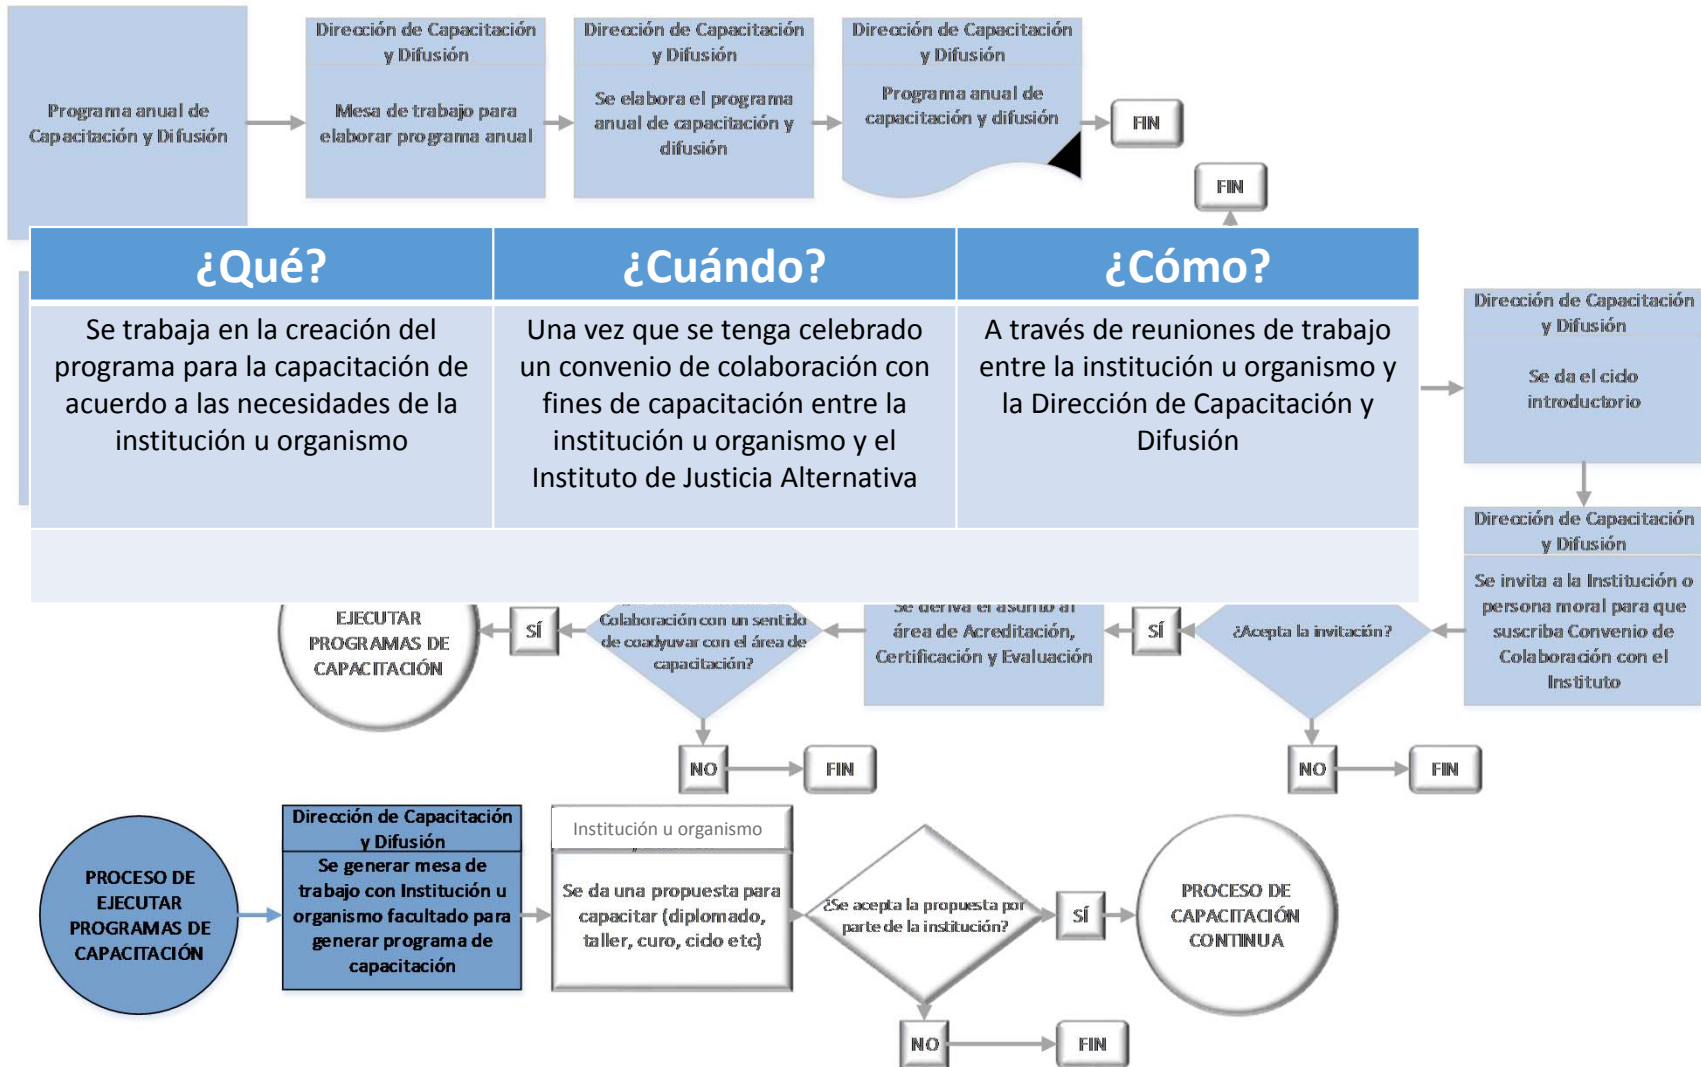 Programa anual de
Capacitación y Difusión
Dirección de Capacitación
y Difusión
Mesa de trabajo para
elaborar programa anual
Dirección de Capacitación
y Difusión
Se elabora el programa
anual de capacitación y
difusión
Dirección de Capacitación
y Difusión
Programa anual de
capacitación y difusión
FIN
FIN
¿Qué?
¿Cuándo?
¿Cómo?
Se trabaja en la creación del
programa para la capacitación de
acuerdo a las necesidades de la
institución u organismo
Una vez que se tenga celebrado
un convenio de colaboración con
fines de capacitación entre la
institución u organismo y el
Instituto de Justicia Alternativa
A través de reuniones de trabajo
entre la institución u organismo y
la Dirección de Capacitación y
Difusión
Dirección de Capacitación
y Difusión
Se da el ciclo
introductorio
Dirección de Capacitación
y Difusión
Se invita a la Institución o
persona moral para que
suscriba Convenio de
Colaboración con el
Instituto
¿Acepta la invitación?
SÍ
NO
FIN
Se deriva el asunto al
área de Acreditación,
Certificación y Evaluación
Colaboración con un sentido
de coadyuvar con el área de
capacitación?
SÍ
NO
FIN
EJECUTAR
PROGRAMAS DE
CAPACITACIÓN
PROCESO DE
EJECUTAR
PROGRAMAS DE
CAPACITACIÓN
Dirección de Capacitación
y Difusión
Se generar mesa de
trabajo con Institución u
organismo facultado para
generar programa de
capacitación
Institución u organismo
Se da una propuesta para
capacitar (diplomado,
taller, curo, ciclo etc)
¿Se acepta la propuesta por
parte de la institución?
SÍ
PROCESO DE
CAPACITACIÓN
CONTINUA
NO
FIN